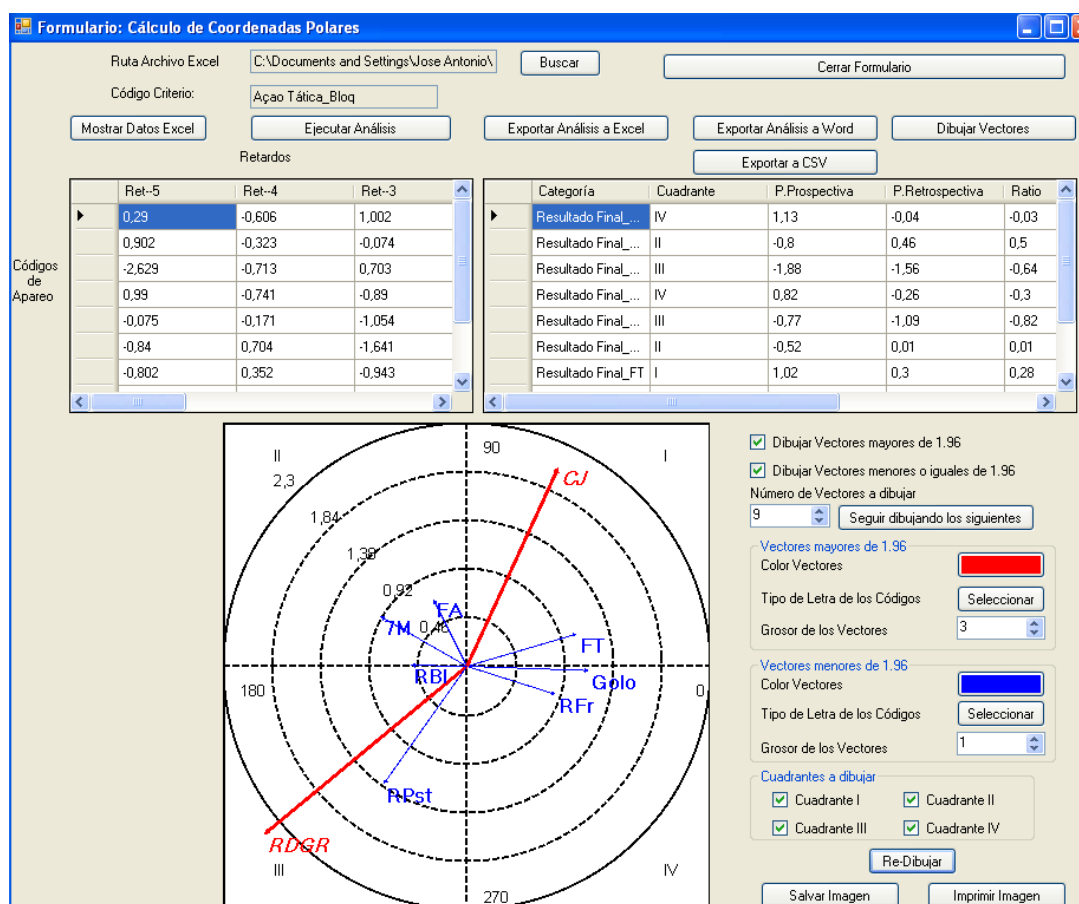 Formulario: Cálculo de Coordenadas Polares
Ruta Archivo Excel C:\Documents and Settings\Jose Antonio\ Buscar Cerrar Formulario
Código Criterio: Açao Tática_Bloq
Mostrar Datos Excel Ejecutar Análisis Exportar Análisis a Excel Exportar Análisis a Word Dibujar Vectores
Retardos Exportar a CSV
Códigos de Apareo
Ret--5 Ret--4 Ret--3
0,29 -0,606 1,002
0,902 -0,323 -0,074
-2,629 -0,713 0,703
0,99 -0,741 -0,89
-0,075 -0,171 -1,054
-0,84 0,704 -1,641
-0,802 0,352 -0,943
Categoría Cuadrante P.Prospectiva P.Retrospectiva Ratio
Resultado Final_... IV 1,13 -0,04 -0,03
Resultado Final_... II -0,8 0,46 0,5
Resultado Final_... III -1,88 -1,56 -0,64
Resultado Final_... IV 0,82 -0,26 -0,3
Resultado Final_... III -0,77 -1,09 -0,82
Resultado Final_... II -0,52 0,01 0,01
Resultado Final_FT I 1,02 0,3 0,28
II 90 I
2,3 CJ
1,84
1,38
0,92 FA
7M 0,46
FT
RBl Golo
180 RFr 0
RPst
RDGR
III IV
270
Dibujar Vectores mayores de 1.96
Dibujar Vectores menores o iguales de 1.96
Número de Vectores a dibujar
9 Seguir dibujando los siguientes
Vectores mayores de 1.96
Color Vectores
Tipo de Letra de los Códigos Seleccionar
Grosor de los Vectores 3
Vectores menores de 1.96
Color Vectores
Tipo de Letra de los Códigos Seleccionar
Grosor de los Vectores 1
Cuadrantes a dibujar
Cuadrante I Cuadrante II
Cuadrante III Cuadrante IV
Re-Dibujar
Salvar Imagen Imprimir Imagen